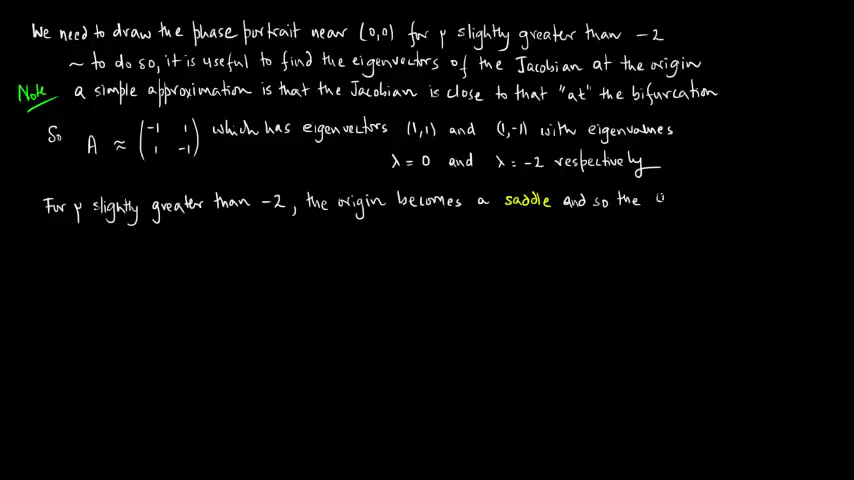 We need to draw the phase portrait near (0,0) for μ slightly greater than -2
~ to do so, it is useful to find the eigenvectors of the Jacobian at the origin
Note a simple approximation is that the Jacobian is close to that "at" the bifurcation
So A ≈ (-1 1 1 -1) which has eigenvectors (1,1) and (1,-1) with eigenvalues
λ = 0 and λ = -2 respectively
For μ slightly greater than -2, the origin becomes a saddle and so the